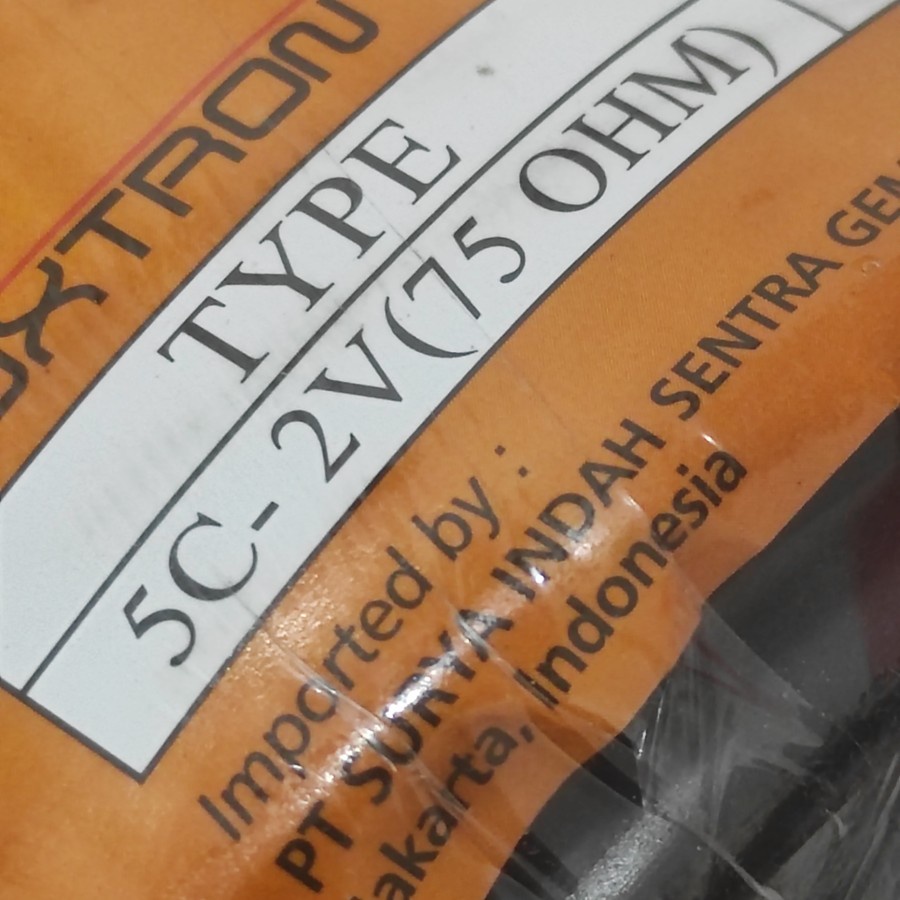 TYPE
5C- 2V(75 OHM)
Imported by :
PT SURYA INDAH SENTRA
Jakarta, Indonesia